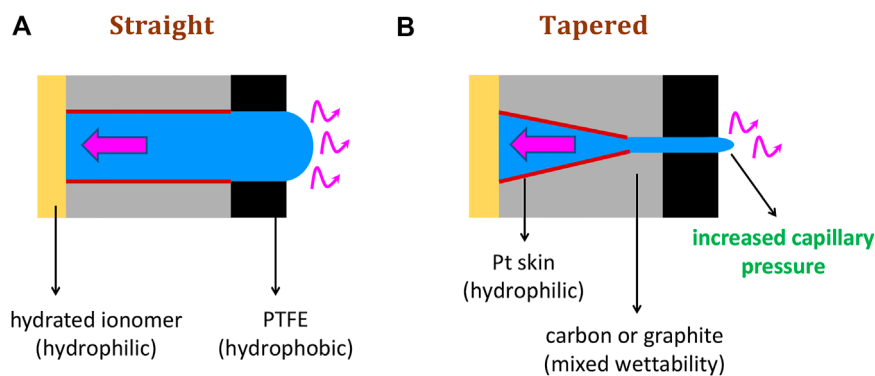 A
Straight
B
Tapered
hydrated ionomer
(hydrophilic)
PTFE
(hydrophobic)
Pt skin
(hydrophilic)
carbon or graphite
(mixed wettability)
increased capillary
pressure